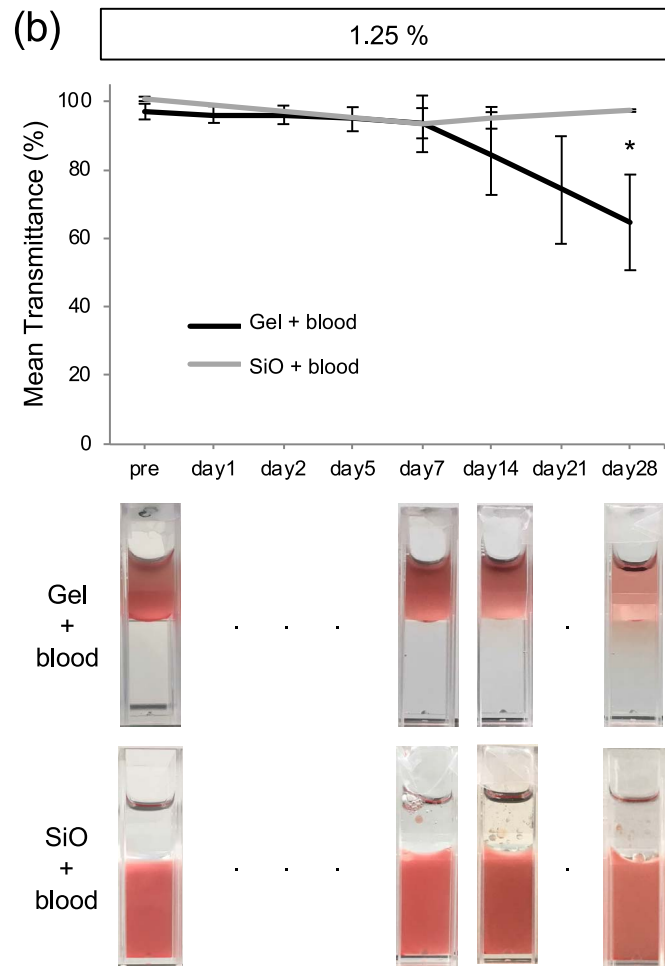 (b)
1.25 %
Mean Transmittance (%)
100
80
60
40
20
0
*
Gel + blood
SiO + blood
pre day1 day2 day5 day7 day14 day21 day28
Gel
+
blood
. . . .
SiO
+
blood
. . . .